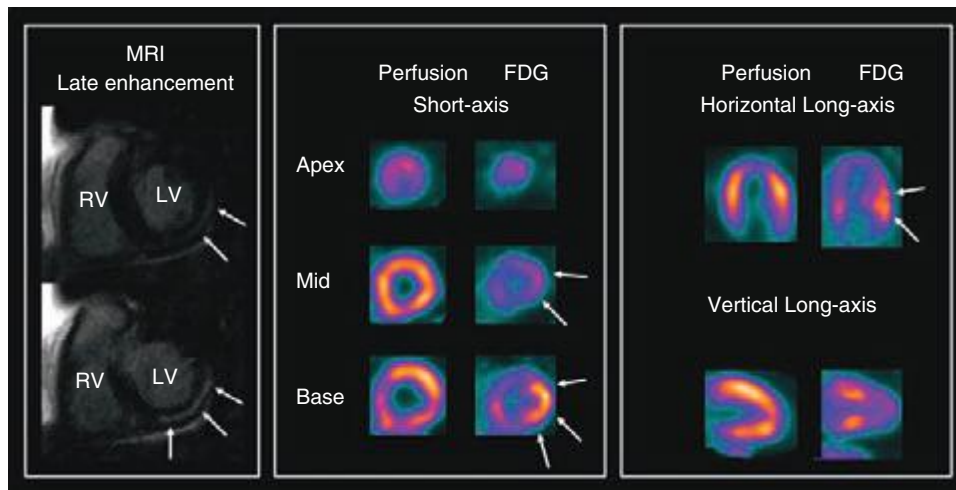 MRI
Late enhancement
RV
LV
RV
LV
Perfusion FDG
Short-axis
Apex
Mid
Base
Perfusion FDG
Horizontal Long-axis
Vertical Long-axis